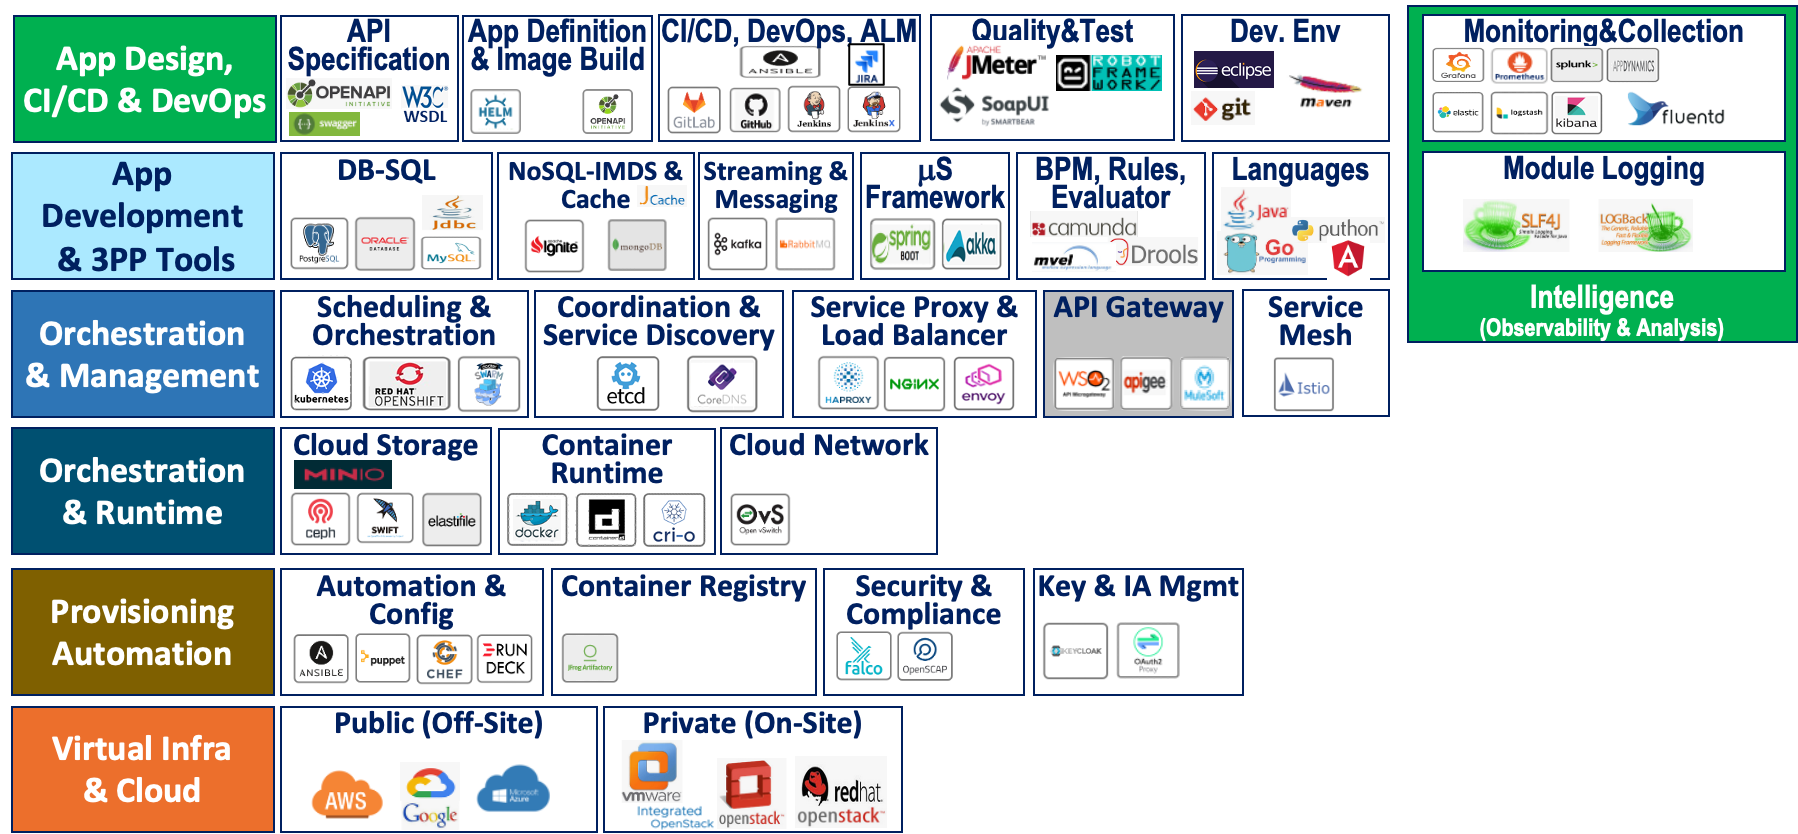 App Design,
CI/CD & DevOps
API
Specification
OPENAPI
INITIATIVE
swagger
W3C
WSDL
App Definition
& Image Build
HELM
OPENAPI
INITIATIVE
CI/CD, DevOps, ALM
ANSIBLE
JIRA
GitLab
GitHub
Jenkins
JenkinsX
Quality&Test
APACHE
JMeter™
ROBOT
FRAME
WORK/
SoapUI
by SMARTBEAR
Dev. Env
eclipse
git
maven
App
Development
& 3PP Tools
DB-SQL
PostgreSQL
ORACLE
DATABASE
Jdbc
MySQL
NoSQL-IMDS &
Cache
JCache
Ignite
mongoDB
Streaming &
Messaging
kafka
RabbitMQ
µS
Framework
spring
BOOT
akka
BPM, Rules,
Evaluator
camunda
mvel
Drools
Languages
Java
puthon
Go
Programming
A
Orchestration
& Management
Scheduling &
Orchestration
kubernetes
RED HAT
OPENSHIFT
SWARM
Coordination &
Service Discovery
etcd
CoreDNS
Service Proxy &
Load Balancer
HAPROXY
NGINX
envoy
API Gateway
WSO2
API Microgateway
apigee
MuleSoft
Service
Mesh
Istio
Orchestration
& Runtime
Cloud Storage
MINIO
ceph
SWIFT
elastifile
Container
Runtime
docker
containerd
cri-o
Cloud Network
OvS
Open vSwitch
Provisioning
Automation
Automation &
Config
ANSIBLE
puppet
CHEF
RUN
DECK
Container Registry
JFrog Artifactory
Security &
Compliance
falco
OpenSCAP
Key & IA Mgmt
KEYCLOAK
OAuth2
Proxy
Virtual Infra
& Cloud
Public (Off-Site)
AWS
Google
Microsoft
Azure
Private (On-Site)
vmware
Integrated
OpenStack
openstack™
redhat.
openstack™
Monitoring&Collection
Grafana
Prometheus
splunk>
APPDYNAMICS
elastic
logstash
kibana
fluentd
Module Logging
SLF4J
LOGBack
Intelligence
(Observability & Analysis)